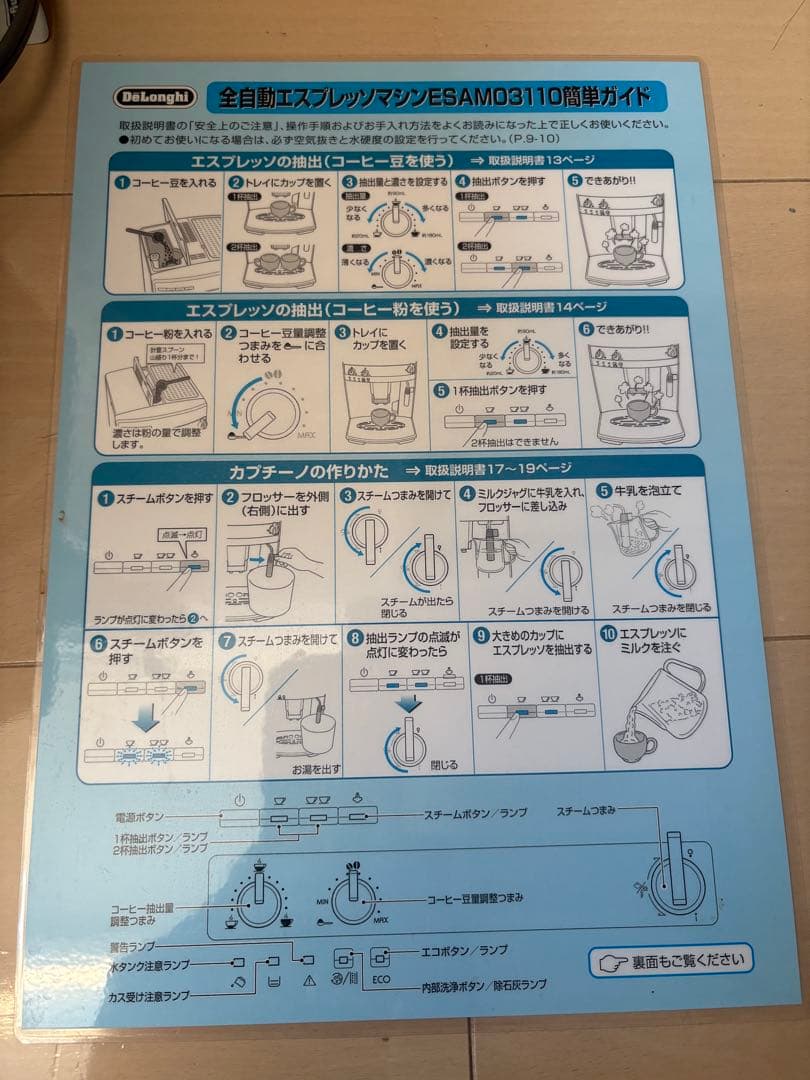 DeLonghi
全自動エスプレッソマシンESAM03110簡単ガイド
取扱説明書の「安全上のご注意」、操作手順およびお手入れ方法をよくお読みになった上で正しくお使いください。
●初めてお使いになる場合は、必ず空気抜きと水硬度の設定を行ってください。(P.9-10)
エスプレッソの抽出(コーヒー豆を使う) ⇒ 取扱説明書13ページ
1 コーヒー豆を入れる
2 トレイにカップを置く
1杯抽出
2杯抽出
3 抽出量と濃さを設定する
抽出量
約90mL
少なくなる
多くなる
約20mL
約180mL
濃さ
薄くなる
濃くなる
MIN
MAX
4 抽出ボタンを押す
1杯抽出
2杯抽出
5 できあがり!!
エスプレッソの抽出(コーヒー粉を使う) ⇒ 取扱説明書14ページ
1 コーヒー粉を入れる
計量スプーン
山盛り1杯分まで!
濃さは粉の量で調整
します。
2 コーヒー豆量調整
つまみを に合
わせる
MIN
MAX
3 トレイに
カップを置く
4 抽出量を
設定する
約90mL
少なくなる
多くなる
約20mL
約180mL
5 1杯抽出ボタンを押す
2杯抽出はできません
6 できあがり!!
カプチーノの作りかた ⇒ 取扱説明書17〜19ページ
1 スチームボタンを押す
点滅→点灯
ランプが点灯に変わったら2へ
2 フロッサーを外側
(右側)に出す
3 スチームつまみを開けて
スチームが出たら
閉じる
4 ミルクジャグに牛乳を入れ、
フロッサーに差し込み
スチームつまみを開ける
5 牛乳を泡立て
スチームつまみを閉じる
6 スチームボタンを
押す
7 スチームつまみを開けて
お湯を出す
8 抽出ランプの点滅が
点灯に変わったら
閉じる
9 大きめのカップに
エスプレッソを抽出する
1杯抽出
10 エスプレッソに
ミルクを注ぐ
電源ボタン
1杯抽出ボタン/ランプ
2杯抽出ボタン/ランプ
スチームボタン/ランプ
スチームつまみ
コーヒー抽出量
調整つまみ
MIN
MAX
コーヒー豆量調整つまみ
警告ランプ
水タンク注意ランプ
カス受け注意ランプ
ECO
エコボタン/ランプ
内部洗浄ボタン/除石灰ランプ
裏面もご覧ください